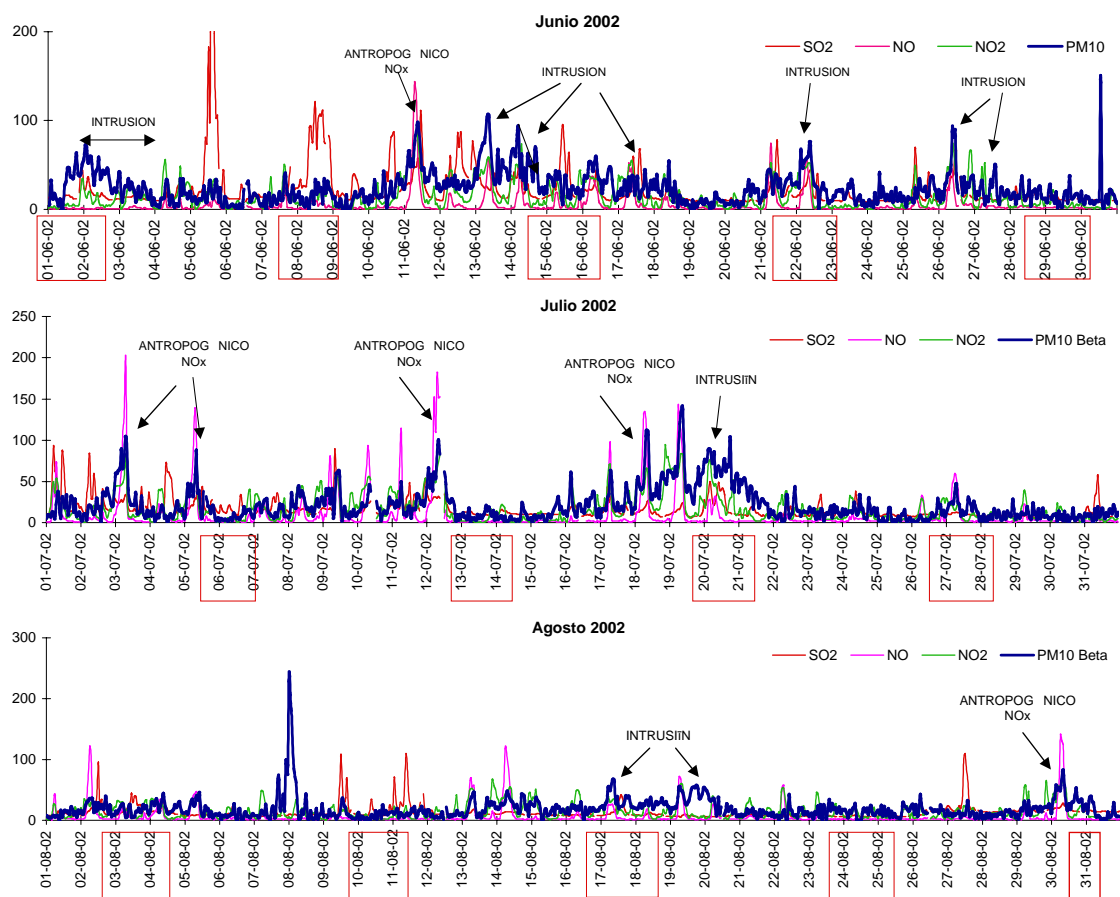 Junio 2002
SO2 NO NO2 PM10
ANTROPOG NICO
NOx
INTRUSION
INTRUSION
INTRUSION
INTRUSION
200
100
0
01-06-02 02-06-02 03-06-02 04-06-02 05-06-02 06-06-02 07-06-02 08-06-02 09-06-02 10-06-02 11-06-02 12-06-02 13-06-02 14-06-02 15-06-02 16-06-02 17-06-02 18-06-02 19-06-02 20-06-02 21-06-02 22-06-02 23-06-02 24-06-02 25-06-02 26-06-02 27-06-02 28-06-02 29-06-02 30-06-02
Julio 2002
SO2 NO NO2 PM10 Beta
ANTROPOG NICO
NOx
ANTROPOG NICO
NOx
ANTROPOG NICO
NOx
INTRUSIÏN
250
200
150
100
50
0
01-07-02 02-07-02 03-07-02 04-07-02 05-07-02 06-07-02 07-07-02 08-07-02 09-07-02 10-07-02 11-07-02 12-07-02 13-07-02 14-07-02 15-07-02 16-07-02 17-07-02 18-07-02 19-07-02 20-07-02 21-07-02 22-07-02 23-07-02 24-07-02 25-07-02 26-07-02 27-07-02 28-07-02 29-07-02 30-07-02 31-07-02
Agosto 2002
SO2 NO NO2 PM10 Beta
INTRUSIÏN
ANTROPOG NICO
NOx
300
200
100
0
01-08-02 02-08-02 03-08-02 04-08-02 05-08-02 06-08-02 07-08-02 08-08-02 09-08-02 10-08-02 11-08-02 12-08-02 13-08-02 14-08-02 15-08-02 16-08-02 17-08-02 18-08-02 19-08-02 20-08-02 21-08-02 22-08-02 23-08-02 24-08-02 25-08-02 26-08-02 27-08-02 28-08-02 29-08-02 30-08-02 31-08-02